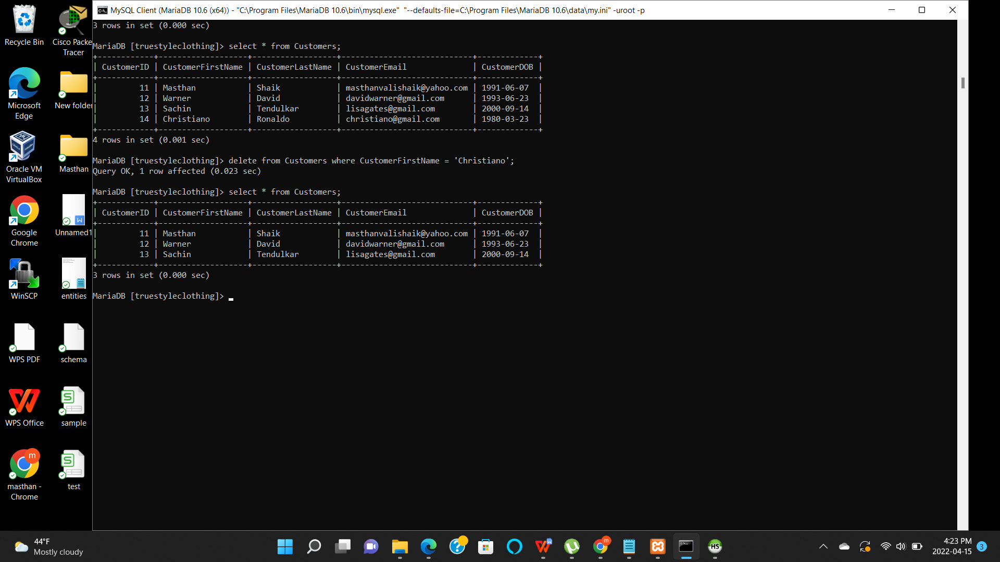 MySQL Client (MariaDB 10.6 (x64)) - "C:\Program Files\MariaDB 10.6\bin\mysql.exe"  "--defaults-file=C:\Program Files\MariaDB 10.6\data\my.ini" -uroot -p
3 rows in set (0.000 sec)
MariaDB [truestyleclothing]> select * from Customers;
+------------+-------------------+------------------+----------------------------+-------------+
| CustomerID | CustomerFirstName | CustomerLastName | CustomerEmail              | CustomerDOB |
+------------+-------------------+------------------+----------------------------+-------------+
|         11 | Masthan           | Shaik            | masthanvalishaik@yahoo.com | 1991-06-07  |
|         12 | Warner            | David            | davidwarner@gmail.com      | 1993-06-23  |
|         13 | Sachin            | Tendulkar        | lisagates@gmail.com        | 2000-09-14  |
|         14 | Christiano        | Ronaldo          | christiano@gmail.com       | 1980-03-23  |
+------------+-------------------+------------------+----------------------------+-------------+
4 rows in set (0.001 sec)
MariaDB [truestyleclothing]> delete from Customers where CustomerFirstName = 'Christiano';
Query OK, 1 row affected (0.023 sec)
MariaDB [truestyleclothing]> select * from Customers;
+------------+-------------------+------------------+----------------------------+-------------+
| CustomerID | CustomerFirstName | CustomerLastName | CustomerEmail              | CustomerDOB |
+------------+-------------------+------------------+----------------------------+-------------+
|         11 | Masthan           | Shaik            | masthanvalishaik@yahoo.com | 1991-06-07  |
|         12 | Warner            | David            | davidwarner@gmail.com      | 1993-06-23  |
|         13 | Sachin            | Tendulkar        | lisagates@gmail.com        | 2000-09-14  |
+------------+-------------------+------------------+----------------------------+-------------+
3 rows in set (0.000 sec)
MariaDB [truestyleclothing]>
Recycle Bin
Cisco Packe
Tracer
Microsoft
Edge
New folder
Oracle VM
VirtualBox
Masthan
Google
Chrome
Unnamed1
WinSCP
entities
WPS PDF
schema
WPS Office
sample
m
masthan -
Chrome
test
44°F
Mostly cloudy
m
HS
4:23 PM
2022-04-15
3